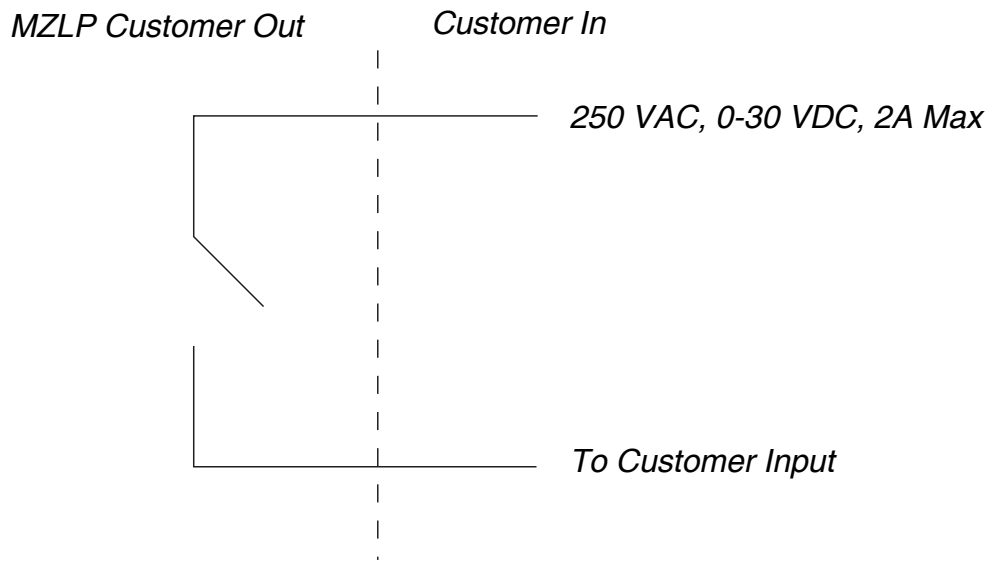 MZLP Customer Out
Customer In
250 VAC, 0-30 VDC, 2A Max
To Customer Input